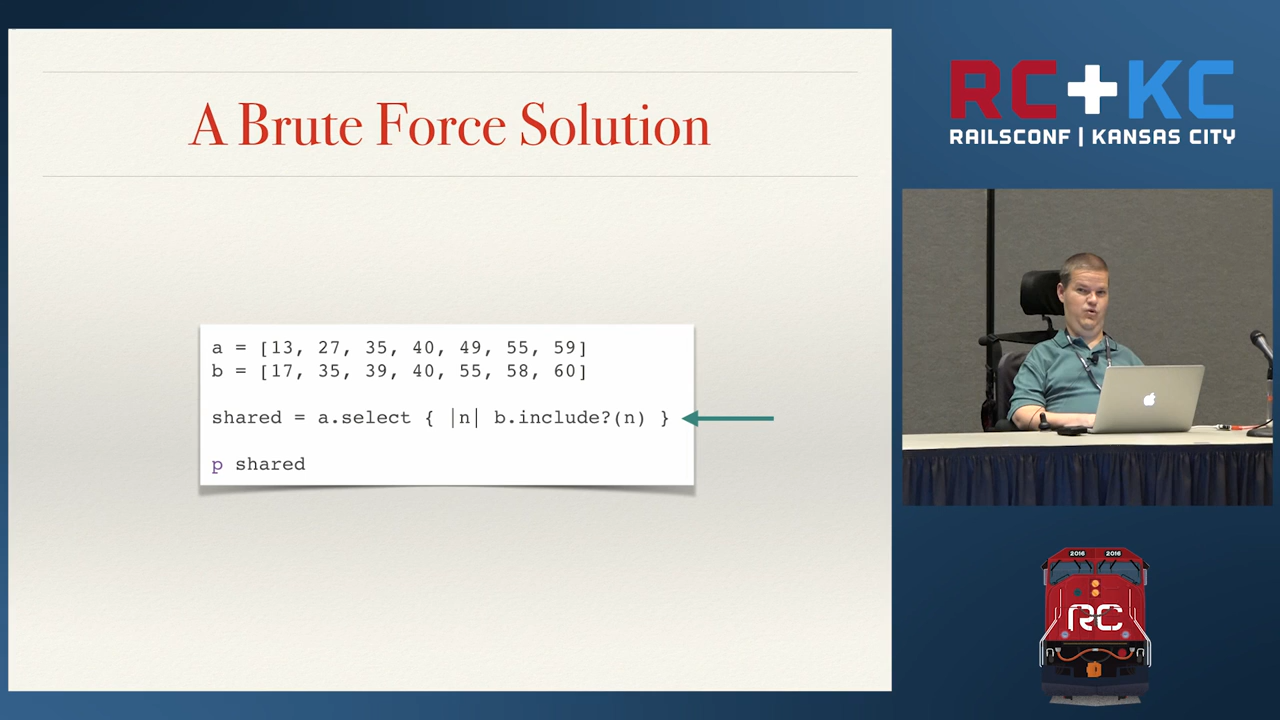 A Brute Force Solution
a = [13, 27, 35, 40, 49, 55, 59]
b = [17, 35, 39, 40, 55, 58, 60]
shared = a.select { |n| b.include?(n) }
p shared
RC+KC
RAILSCONF | KANSAS CITY
2016 2016
RC